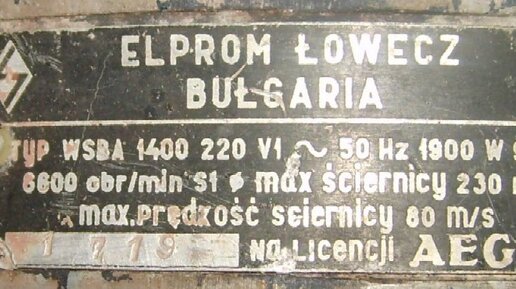 ELPROM ŁOWECZ
BUŁGARIA
TYP WSBA 1400 220 V1 ~ 50 Hz 1900 W S
6600 obr/min S1 ø max ściernicy 230 m
max. prędkość ściernicy 80 m/s
1719 na licencji AEG